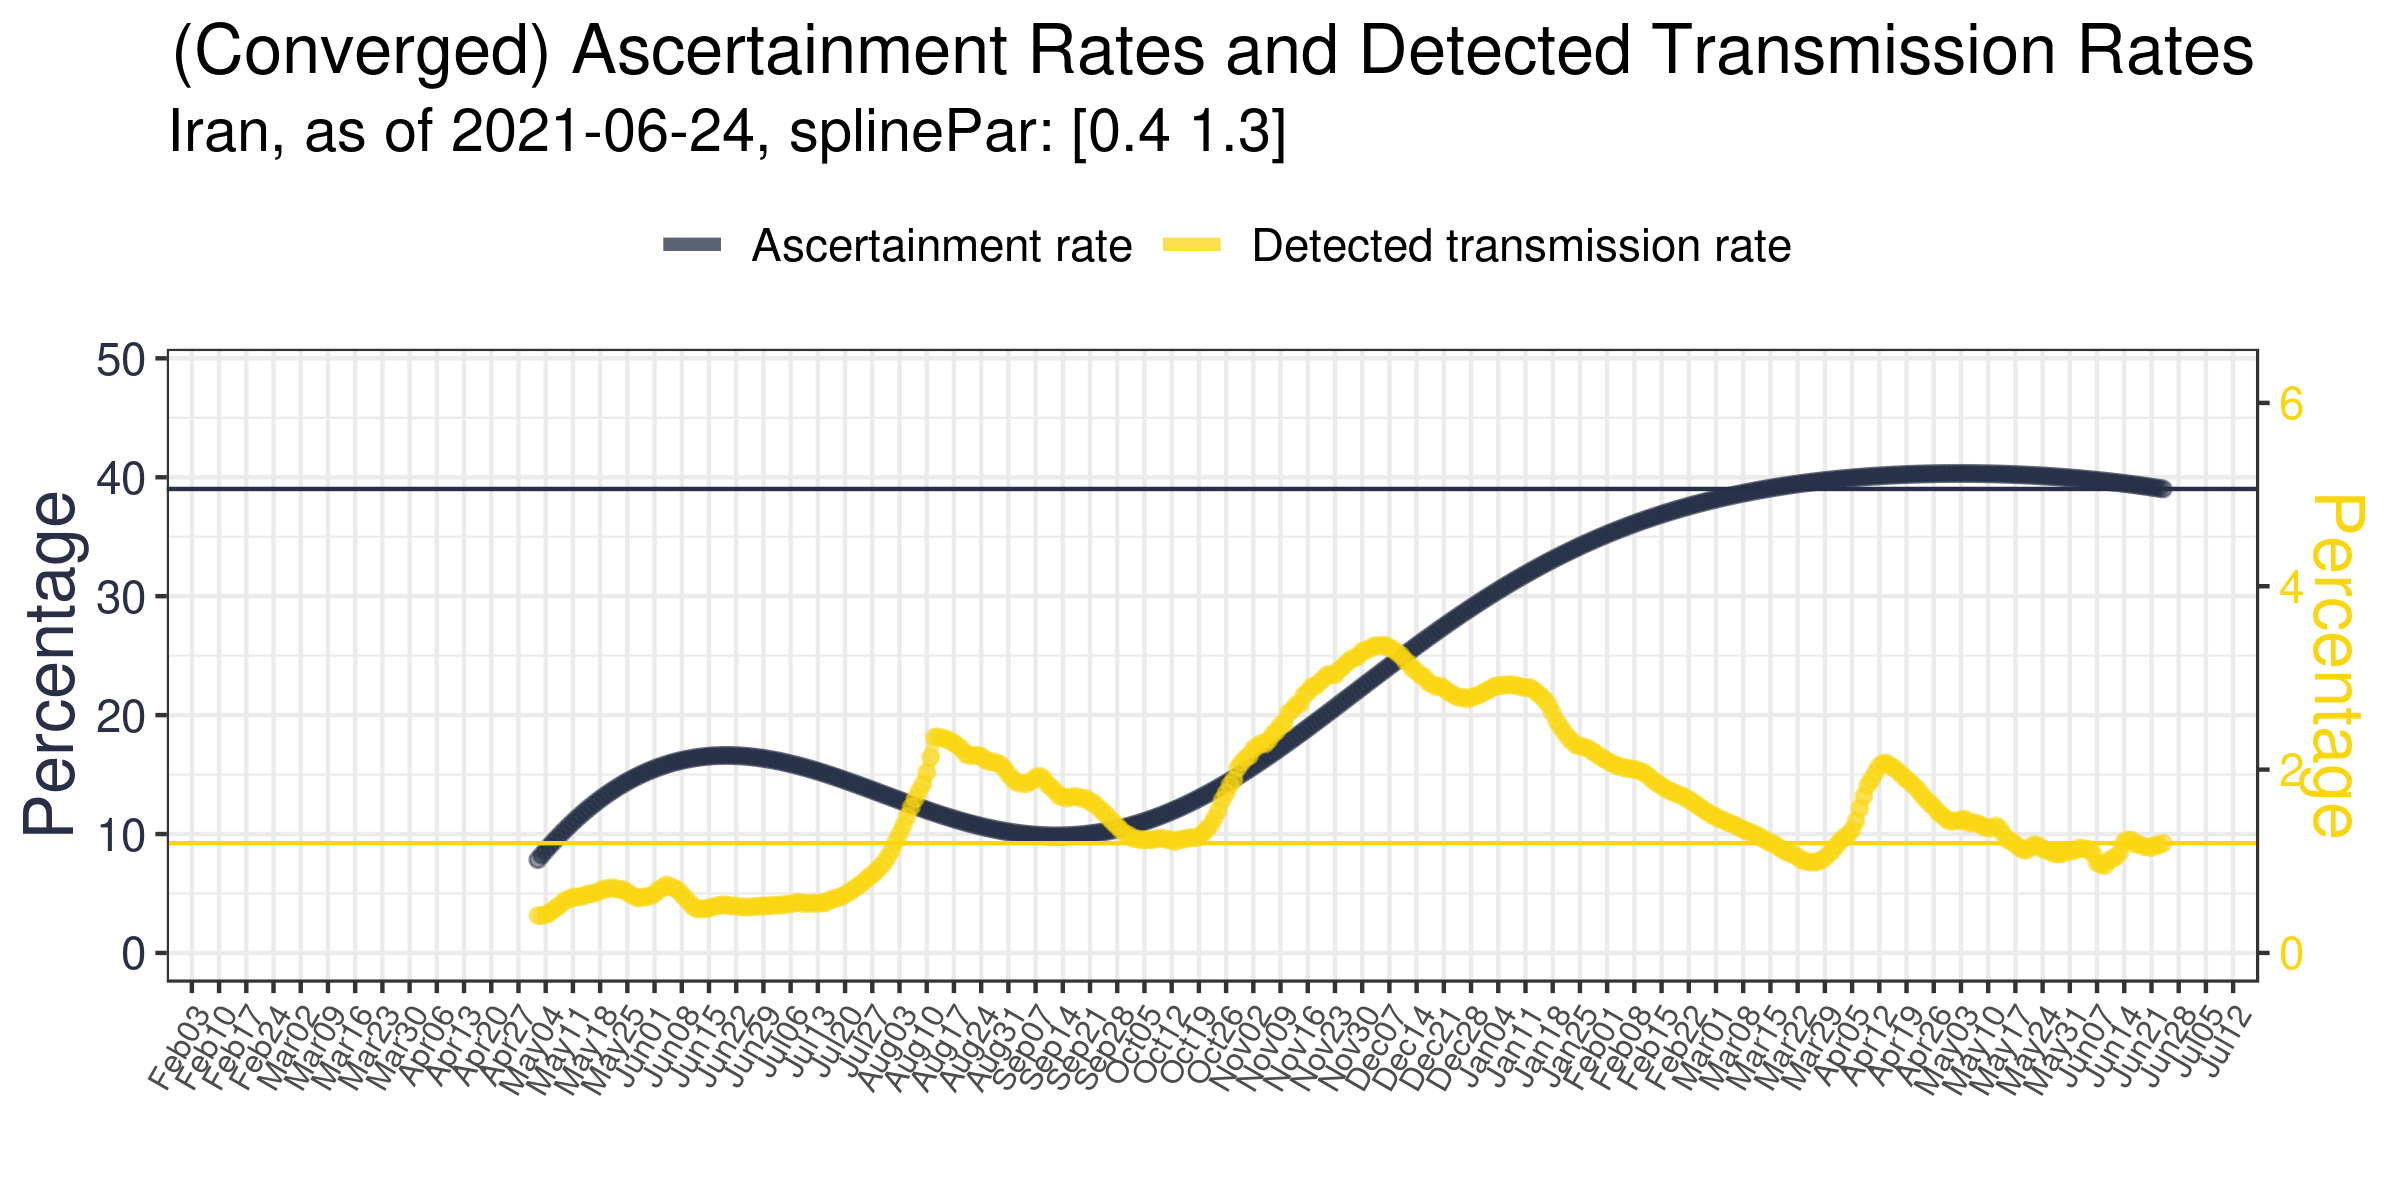 (Converged) Ascertainment Rates and Detected Transmission Rates
Iran, as of 2021-06-24, splinePar: [0.4 1.3]
Ascertainment rate Detected transmission rate
Percentage
50
40
30
20
10
0
6
4
2
0
Percentage
Feb03
Feb10
Feb17
Feb24
Mar02
Mar09
Mar16
Mar23
Mar30
Apr06
Apr13
Apr20
Apr27
May04
May11
May18
May25
Jun01
Jun08
Jun15
Jun22
Jun29
Jul06
Jul13
Jul20
Jul27
Aug03
Aug10
Aug17
Aug24
Aug31
Sep07
Sep14
Sep21
Sep28
Oct05
Oct12
Oct19
Oct26
Nov02
Nov09
Nov16
Nov23
Nov30
Dec07
Dec14
Dec21
Dec28
Jan04
Jan11
Jan18
Jan25
Feb01
Feb08
Feb15
Feb22
Mar01
Mar08
Mar15
Mar22
Mar29
Apr05
Apr12
Apr19
Apr26
May03
May10
May17
May24
May31
Jun07
Jun14
Jun21
Jun28
Jul05
Jul12